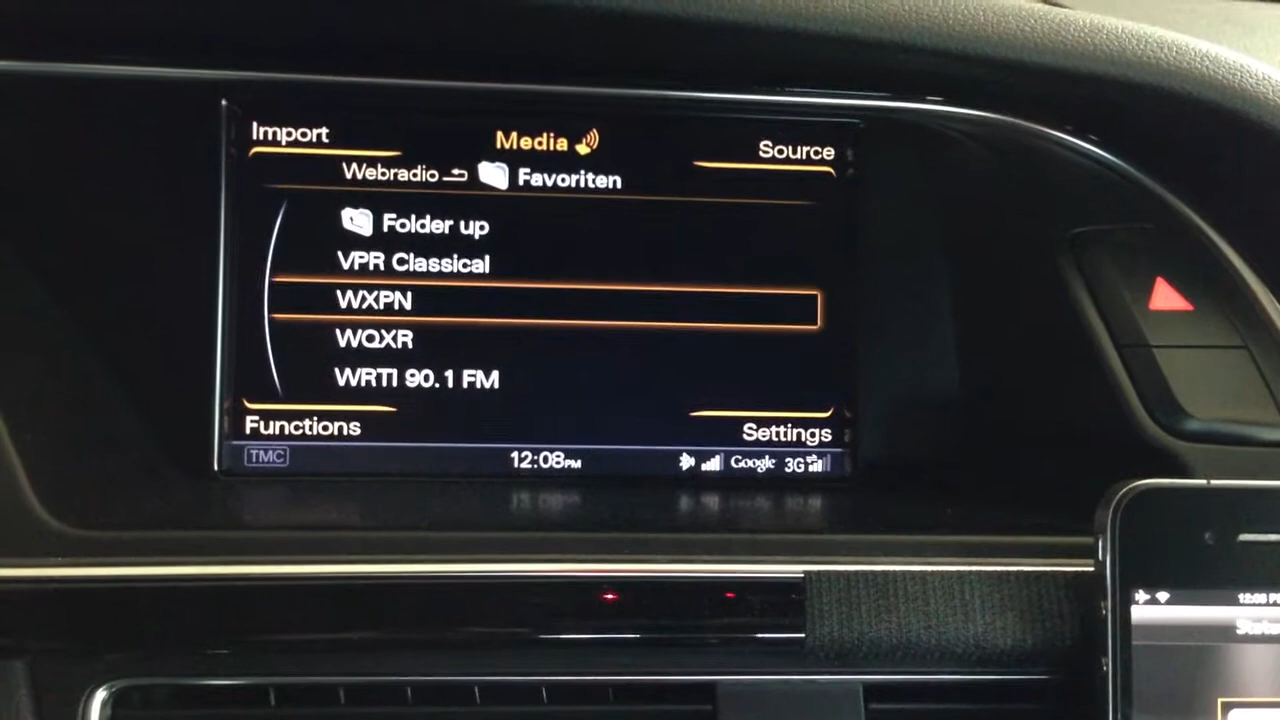 Import
Media
Source
Webradio
Favoriten
Folder up
VPR Classical
WXPN
WQXR
WRTI 90.1 FM
Functions
Settings
TMC
12:08PM
Google
3G